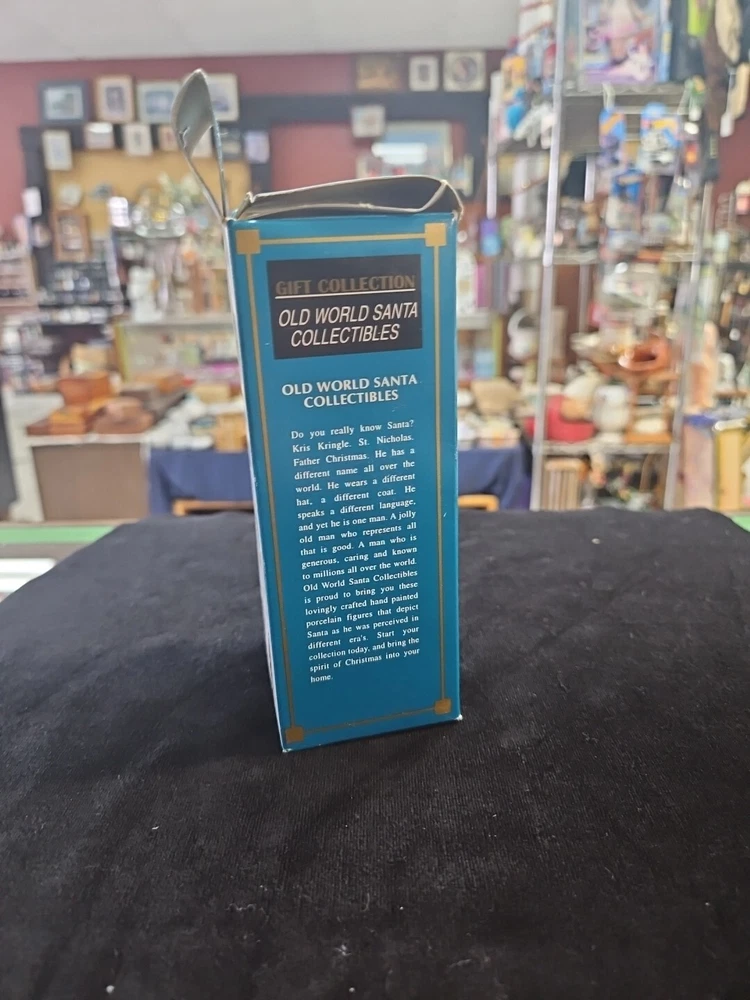 GIFT COLLECTION
OLD WORLD SANTA
COLLECTIBLES
OLD WORLD SANTA
COLLECTIBLES
Do you really know Santa?
Kris Kringle. St. Nicholas.
Father Christmas. He has a
different name all over the
world. He wears a different
hat, a different coat. He
speaks a different language,
and yet he is one man. A jolly
old man who represents all
that is good. A man who is
generous, caring and known
to millions all over the world.
Old World Santa Collectibles
is proud to bring you these
lovingly crafted hand painted
porcelain figures that depict
Santa as he was perceived in
different era's. Start your
collection today, and bring the
spirit of Christmas into your
home.